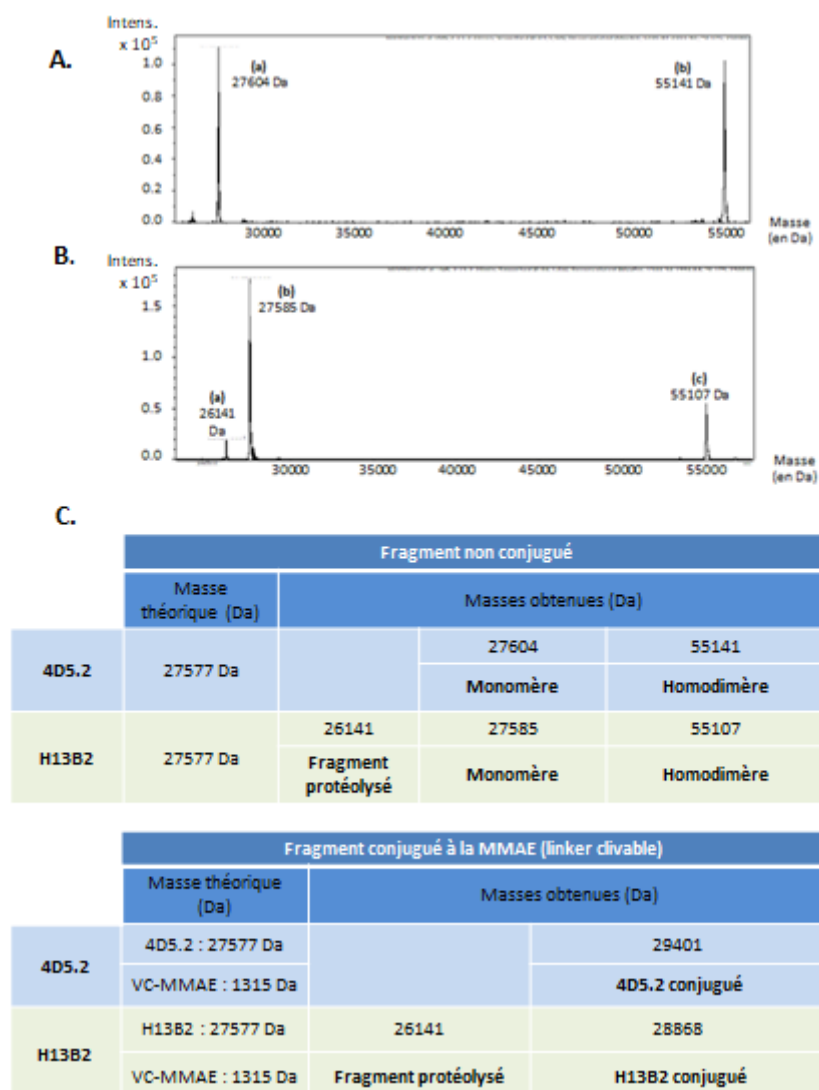 A.
Intens.
x 10⁵
1.0
0.8
0.6
0.4
0.2
0.0
(a)
27604 Da
(b)
55141 Da
30000 35000 40000 45000 50000 55000
Masse
(en Da)
B.
Intens.
x 10⁵
1.5
1.0
0.5
0.0
(a)
26141
Da
(b)
27585 Da
(c)
55107 Da
30000 35000 40000 45000 50000 55000
Masse
(en Da)
C.
Fragment non conjugué
Masse
théorique (Da)
Masses obtenues (Da)
4D5.2
27577 Da
27604 55141
Monomère Homodimère
H13B2
27577 Da
26141 27585 55107
Fragment
protéolysé
Monomère Homodimère
Fragment conjugué à la MMAE (linker clivable)
Masse théorique
(Da)
Masses obtenues (Da)
4D5.2
4D5.2 : 27577 Da 29401
VC-MMAE : 1315 Da 4D5.2 conjugué
H13B2
H13B2 : 27577 Da 26141 28868
VC-MMAE : 1315 Da Fragment protéolysé H13B2 conjugué